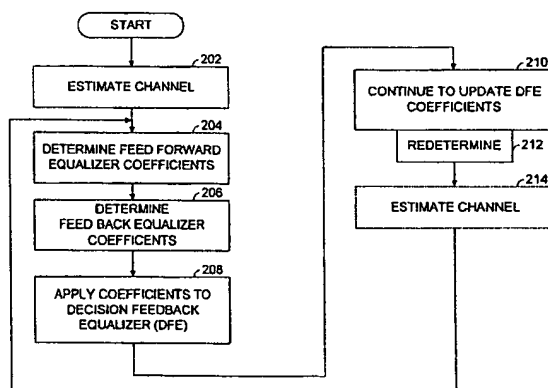 START
202
ESTIMATE CHANNEL
204
DETERMINE FEED FORWARD
EQUALIZER COEFFICIENTS
206
DETERMINE
FEED BACK EQUALIZER
COEFFICENTS
208
APPLY COEFFICIENTS TO
DECISION FEEDBACK
EQUALIZER (DFE)
210
CONTINUE TO UPDATE DFE
COEFFICIENTS
REDETERMINE
212
214
ESTIMATE CHANNEL